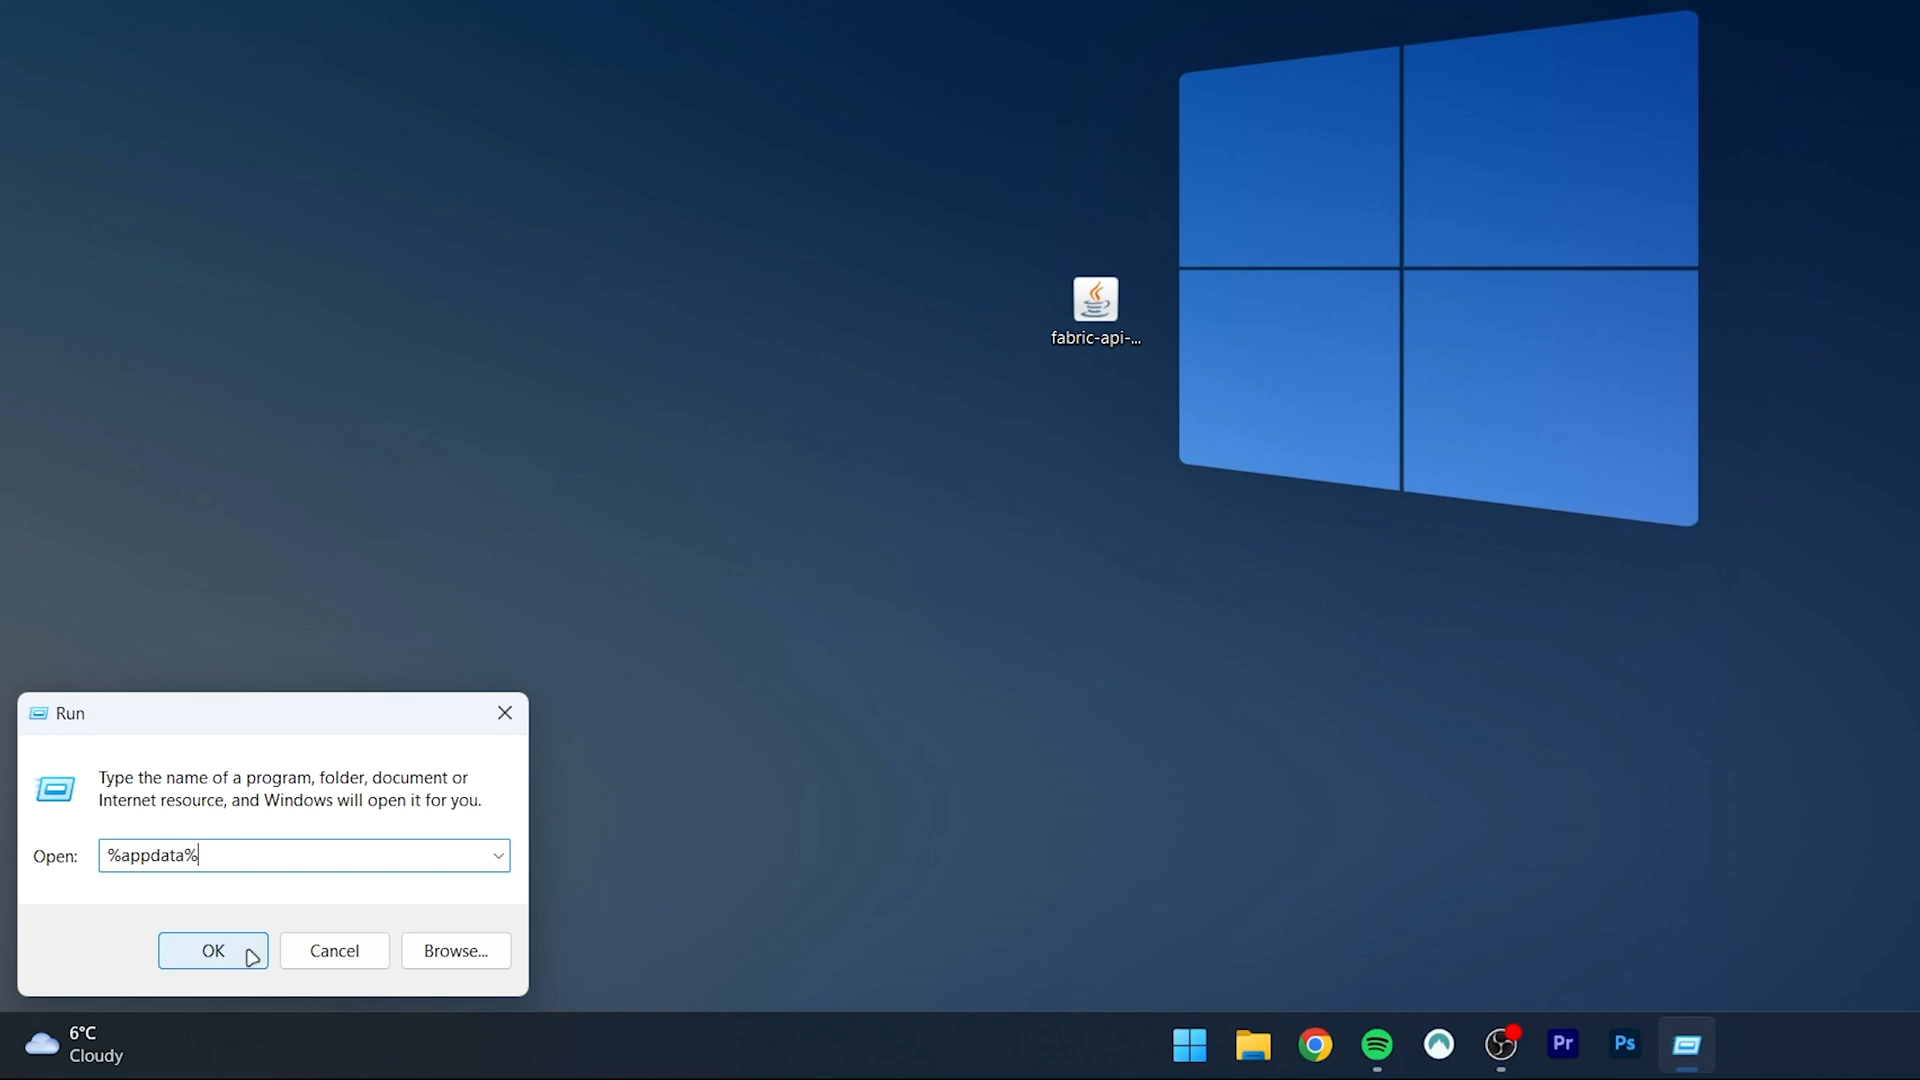 fabric-api-...
Run
Type the name of a program, folder, document or
Internet resource, and Windows will open it for you.
Open:
%appdata%
OK
Cancel
Browse...
6°C
Cloudy
Pr
Ps